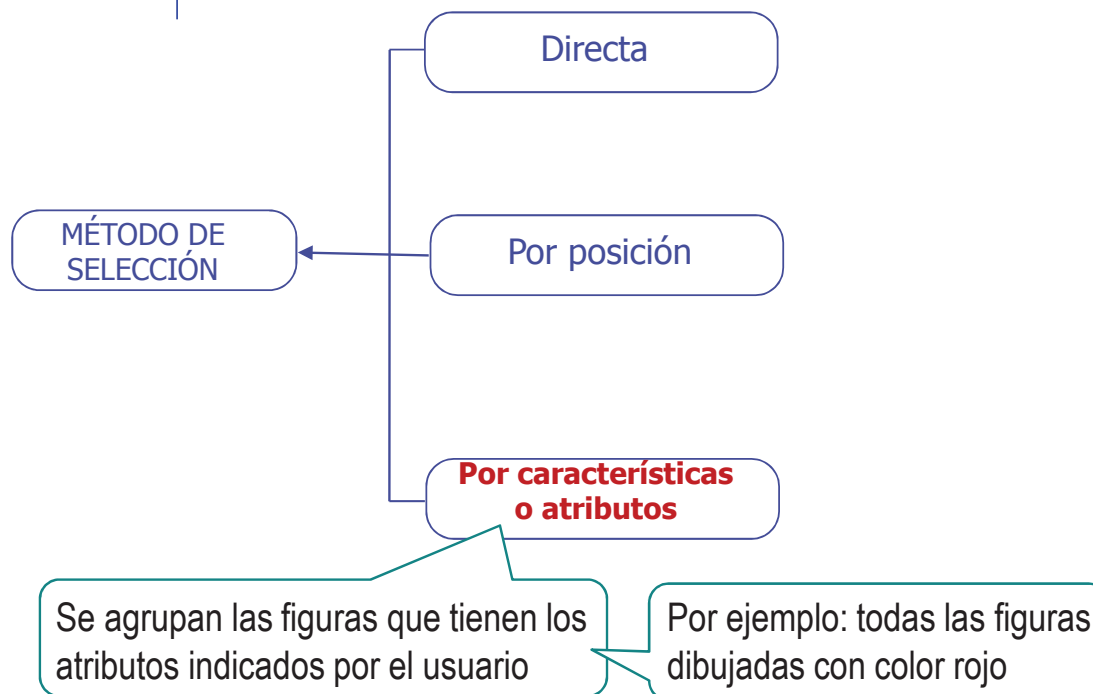 Directa
MÉTODO DE
SELECCIÓN
Por posición
Por características
o atributos
Se agrupan las figuras que tienen los
atributos indicados por el usuario
Por ejemplo: todas las figuras
dibujadas con color rojo